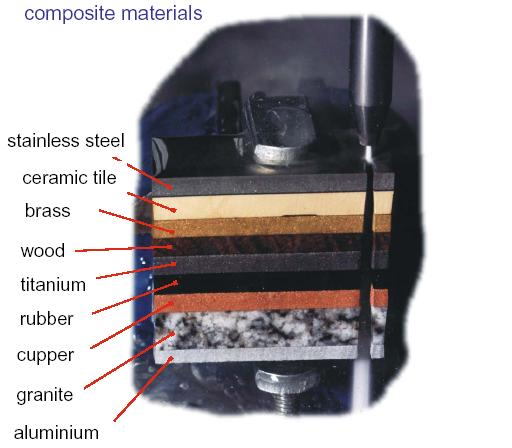 composite materials
stainless steel
ceramic tile
brass
wood
titanium
rubber
cupper
granite
aluminium